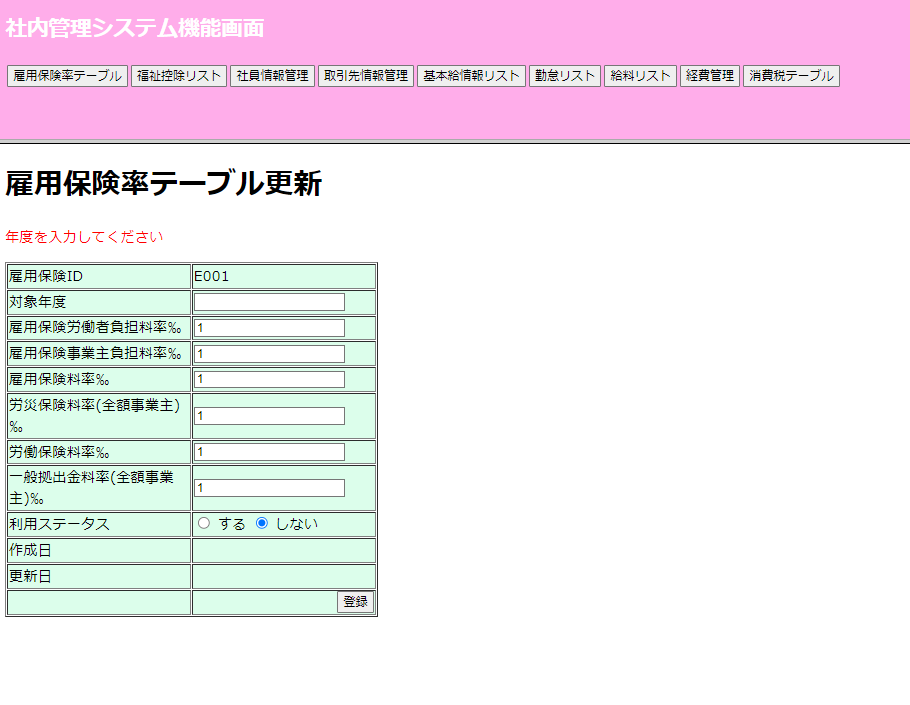 社内管理システム機能画面
雇用保険率テーブル 福祉控除リスト 社員情報管理 取引先情報管理 基本給情報リスト 勤怠リスト 給料リスト 経費管理 消費税テーブル
雇用保険率テーブル更新
年度を入力してください
雇用保険ID E001
対象年度
雇用保険労働者負担料率‰ 1
雇用保険事業主負担料率‰ 1
雇用保険料率‰ 1
労災保険料率(全額事業主)
‰ 1
労働保険料率‰ 1
一般拠出金料率(全額事業
主)‰ 1
利用ステータス する しない
作成日
更新日
登録